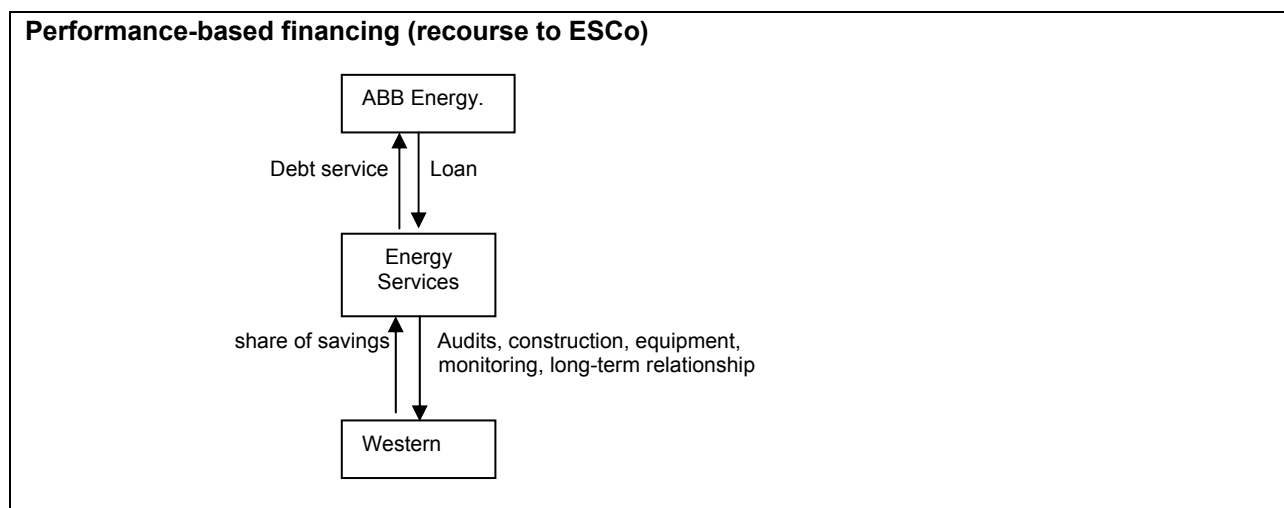 Performance-based financing (recourse to ESCo)
ABB Energy.
Debt service
Loan
Energy
Services
share of savings
Audits, construction, equipment,
monitoring, long-term relationship
Western